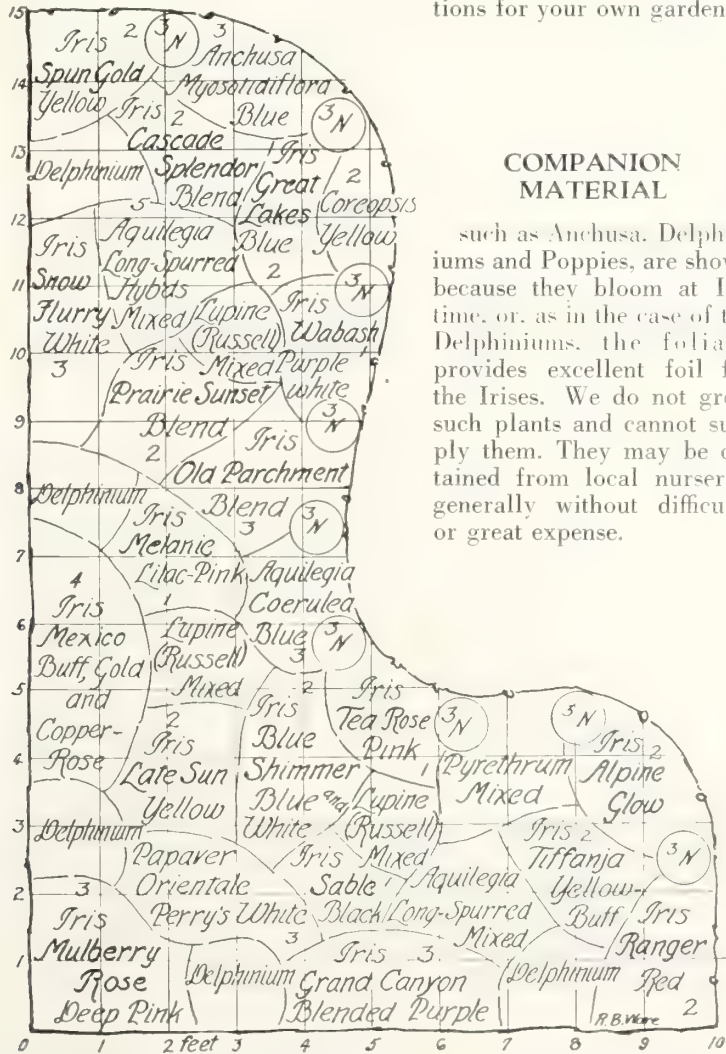 tions for your own garden
COMPANION
MATERIAL
such as Anchusa. Delph
iums and Poppies, are show
because they bloom at I
time. or. as in the case of t
Delphiniums. the folia
provides excellent foil f
the Irises. We do not gr
such plants and cannot su
ply them. They may be o
tained from local nurser
generally without difficu
or great expense.
15
14
13
12
11
10
9
8
7
6
5
4
3
2
1
Iris 2
Spun Gold
Yellow
3 N
3
Anchusa
Myosotidiflora
Blue
3 N
Iris 2
Cascade
Splendor
Blend
Delphinium
Iris
Great
Lakes
Blue
2
2
Coreopsis
Yellow
5
Aquilegia
Long-Spurred
Hybds
Mixed
Iris
Snow
Flurry
White
3
Lupine
(Russell)
Mixed
3 N
Iris
Wabash
Purple
white
Iris
Prairie Sunset
Blend
2
3 N
Iris
Old Parchment
Blend
3
3 N
Delphinium
Iris
Melanie
Lilac-Pink
1
Aquilegia
Coerulea
Blue
3
3 N
4
Iris
Mexico
Buff, Gold
and
Copper-
Rose
Lupine
(Russell)
Mixed
2
Iris
Late Sun
Yellow
2
Iris
Blue
Shimmer
Blue and
White
Iris
Tea Rose
Pink
1
3 N
Pyrethrum
Mixed
3 N
Iris 2
Alpine
Glow
Lupine
(Russell)
Mixed
Delphinium
Papaver
Orientale
Perry's White
3
Iris
Sable
Black
1
Aquilegia
Long-Spurred
Mixed
Iris 2
Tiffanja
Yellow-
Buff
3 N
3
Iris
Mulberry
Rose
Deep Pink
Delphinium
Iris 3
Grand Canyon
Blended Purple
Delphinium
Iris
Ranger
Red
2
R.B. Ware
0 1 2 feet 3 4 5 6 7 8 9 10